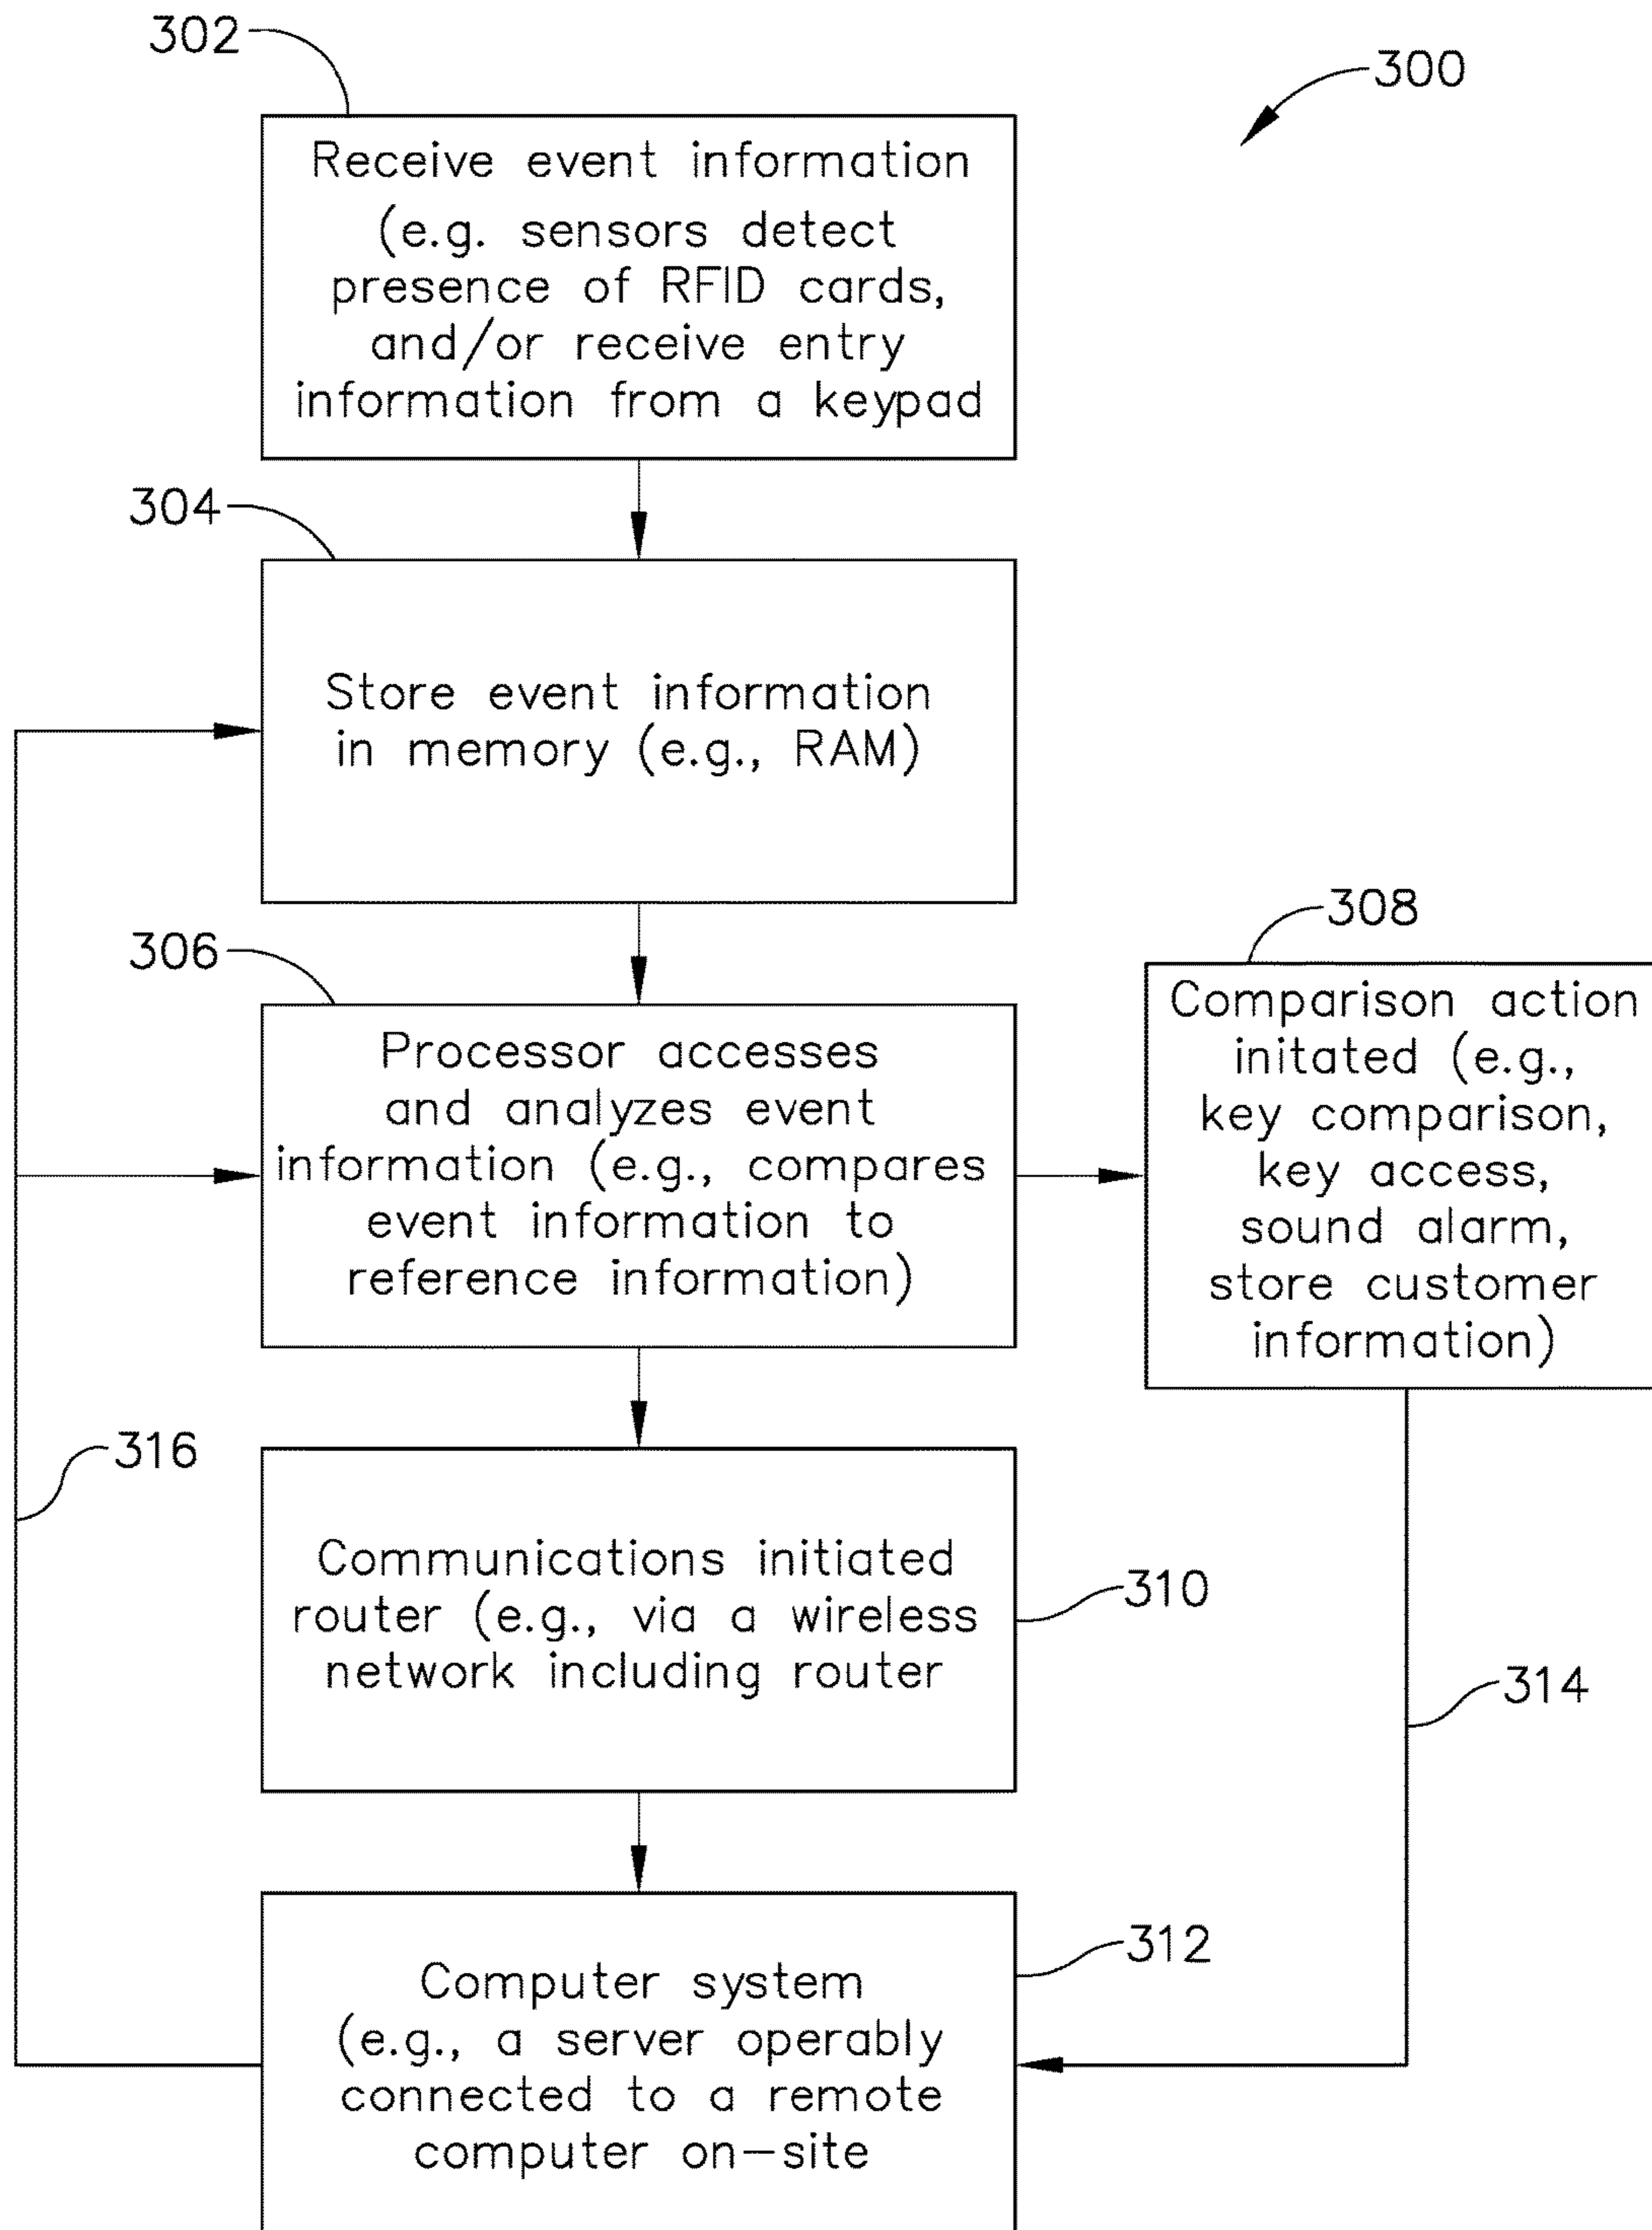 302
300
Receive event information
(e.g. sensors detect
presence of RFID cards,
and/or receive entry
information from a keypad
304
Store event information
in memory (e.g., RAM)
306
Processor accesses
and analyzes event
information (e.g., compares
event information to
reference information)
308
Comparison action
initated (e.g.,
key comparison,
key access,
sound alarm,
store customer
information)
316
Communications initiated
router (e.g., via a wireless
network including router
310
314
312
Computer system
(e.g., a server operably
connected to a remote
computer on-site